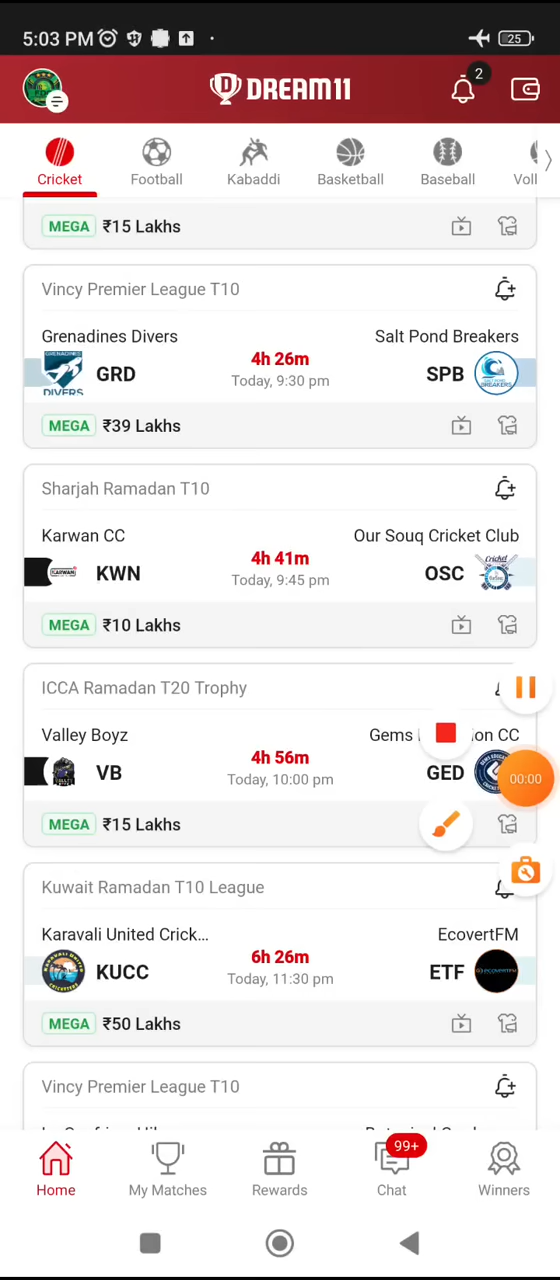 5:03 PM
25
DREAM11
2
Cricket Football Kabaddi Basketball Baseball Voll
MEGA ₹15 Lakhs
Vincy Premier League T10
Grenadines Divers Salt Pond Breakers
GRD 4h 26m SPB
Today, 9:30 pm
MEGA ₹39 Lakhs
Sharjah Ramadan T10
Karwan CC Our Souq Cricket Club
KWN 4h 41m OSC
Today, 9:45 pm
MEGA ₹10 Lakhs
ICCA Ramadan T20 Trophy
Valley Boyz Gems ion CC
VB 4h 56m GED
Today, 10:00 pm
00:00
MEGA ₹15 Lakhs
Kuwait Ramadan T10 League
Karavali United Crick... EcovertFM
KUCC 6h 26m ETF
Today, 11:30 pm
MEGA ₹50 Lakhs
Vincy Premier League T10
99+
Home My Matches Rewards Chat Winners